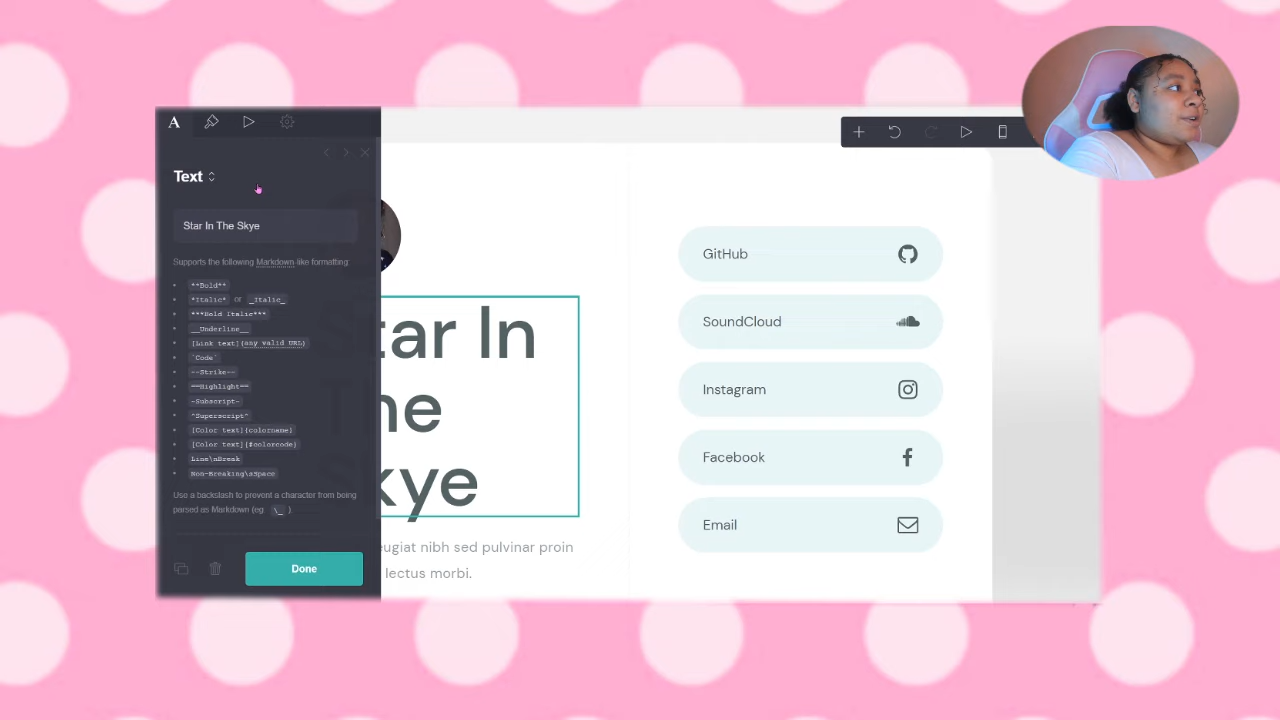 A
Text
Star In The Skye
Supports the following Markdown-like formatting:
**Bold**
*Italic* or _Italic_
***Bold Italic***
__Underline__
[Link text](any valid URL)
`Code`
~~Strike~~
==Highlight==
~Subscript~
^Superscript^
[Color text]{colorname}
[Color text]{#colorcode}
Line\nBreak
Non-Breaking\sSpace
Use a backslash to prevent a character from being
parsed as Markdown (eg. \_ )
Done
tar In
he
kye
eugiat nibh sed pulvinar proin
lectus morbi.
GitHub
SoundCloud
Instagram
Facebook
Email